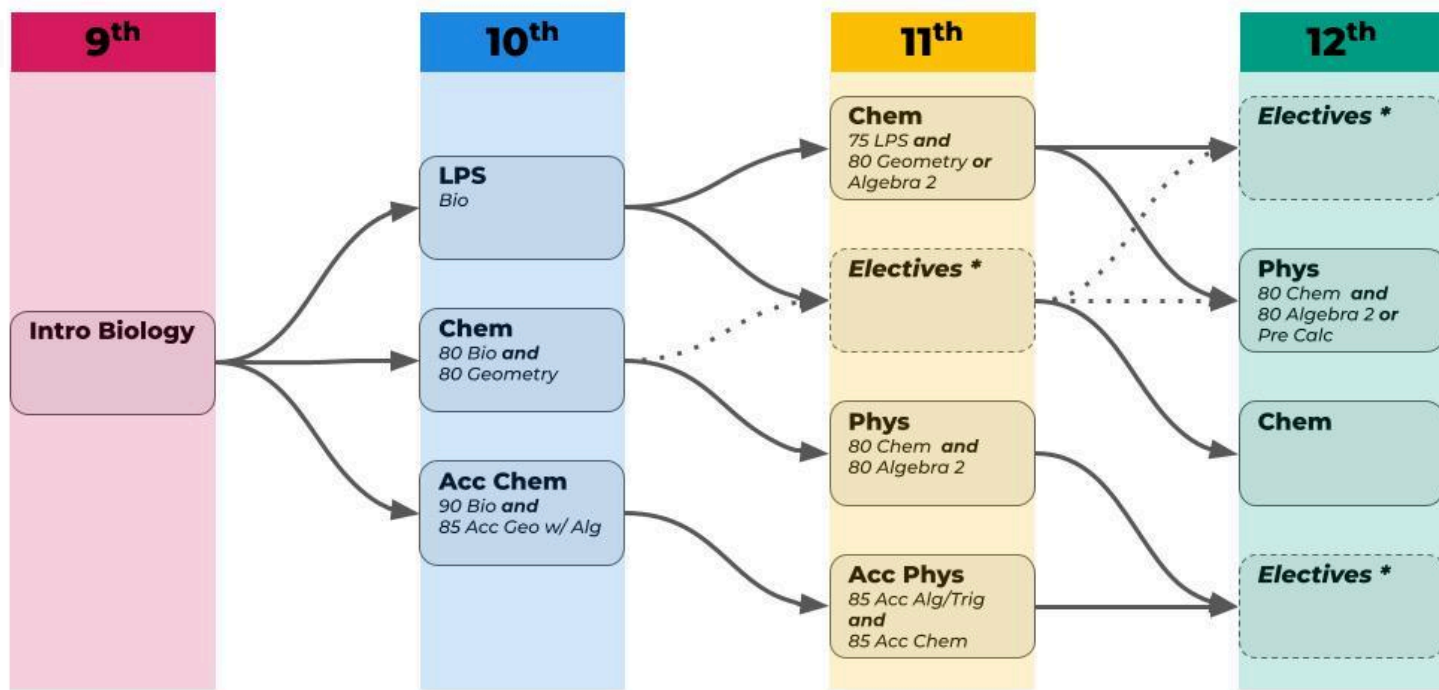 9th
10th
11th
12th
Intro Biology
LPS
Bio
Chem
80 Bio and
80 Geometry
Acc Chem
90 Bio and
85 Acc Geo w/ Alg
Chem
75 LPS and
80 Geometry or
Algebra 2
Electives *
Phys
80 Chem and
80 Algebra 2
Acc Phys
85 Acc Alg/Trig
and
85 Acc Chem
Electives *
Phys
80 Chem and
80 Algebra 2 or
Pre Calc
Chem
Electives *